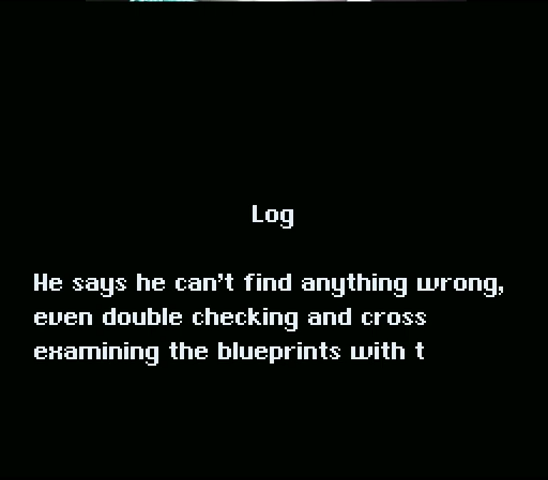 Log
He says he can't find anything wrong,
even double checking and cross
examining the blueprints with t